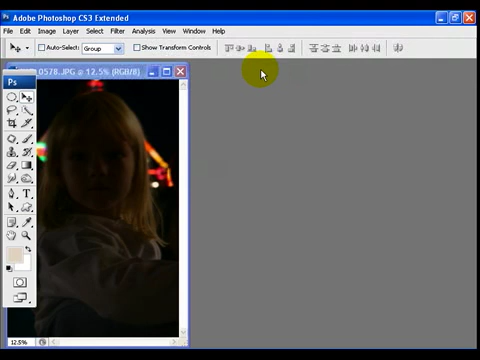 Adobe Photoshop CS3 Extended
File Edit Image Layer Select Filter Analysis View Window Help
Auto-Select: Group Show Transform Controls
0578.JPG @ 12.5% (RGB/8)
Ps
T
12.5%